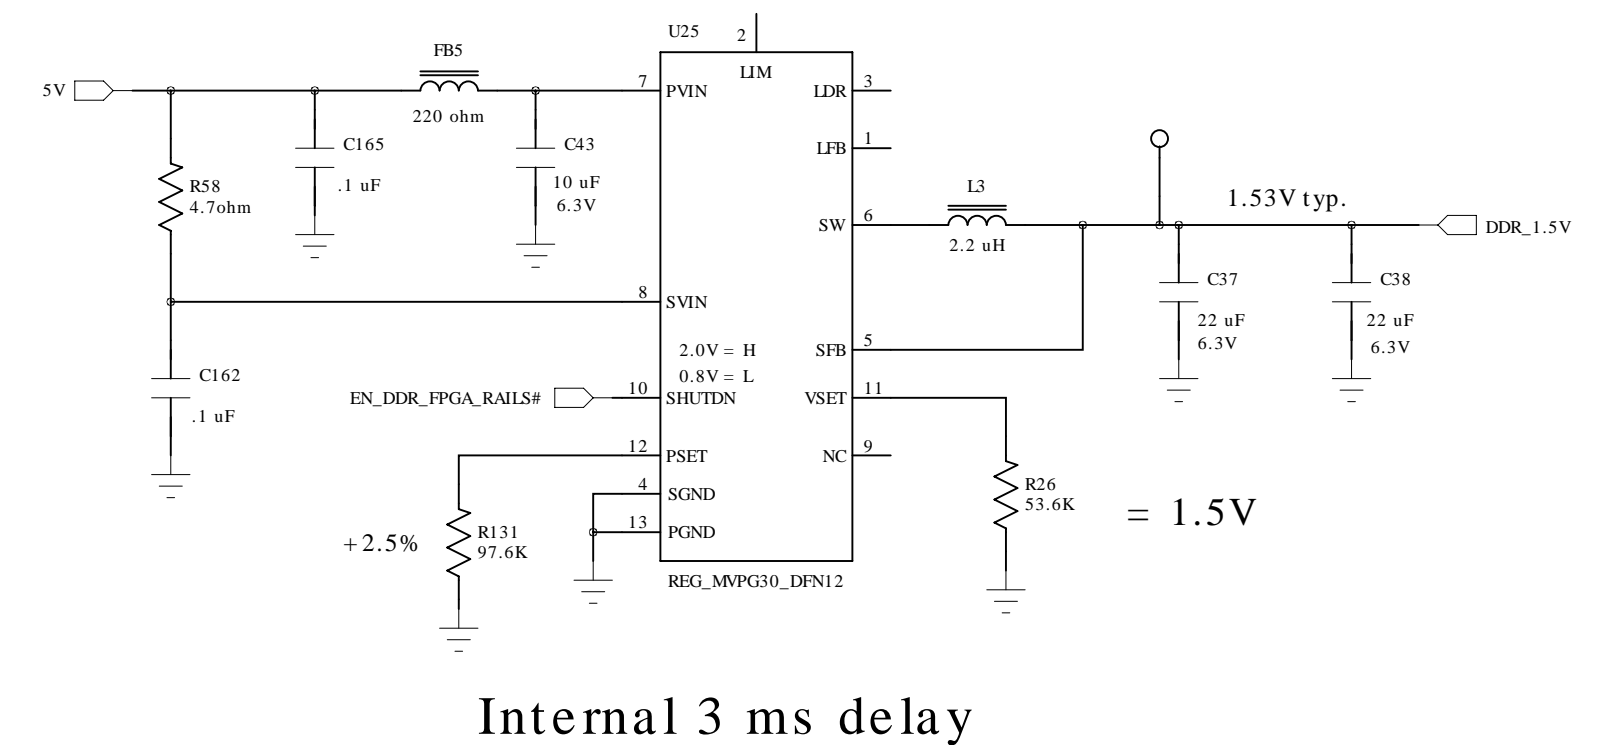 U25
2
FB5
LIM
5V
7
PVIN
LDR
3
220 ohm
C165
C43
LFB
1
.1 uF
10 uF
6.3V
R58
4.7ohm
L3
1.53V typ.
SW
6
2.2 uH
DDR_1.5V
C37
C38
8
SVIN
22 uF
6.3V
22 uF
6.3V
2.0V = H
0.8V = L
SFB
5
C162
.1 uF
EN_DDR_FPGA_RAILS#
10
SHUTDN
VSET
11
12
PSET
NC
9
4
SGND
R26
53.6K
= 1.5V
13
PGND
+2.5%
R131
97.6K
REG_MVPG30_DFN12
Internal 3 ms delay